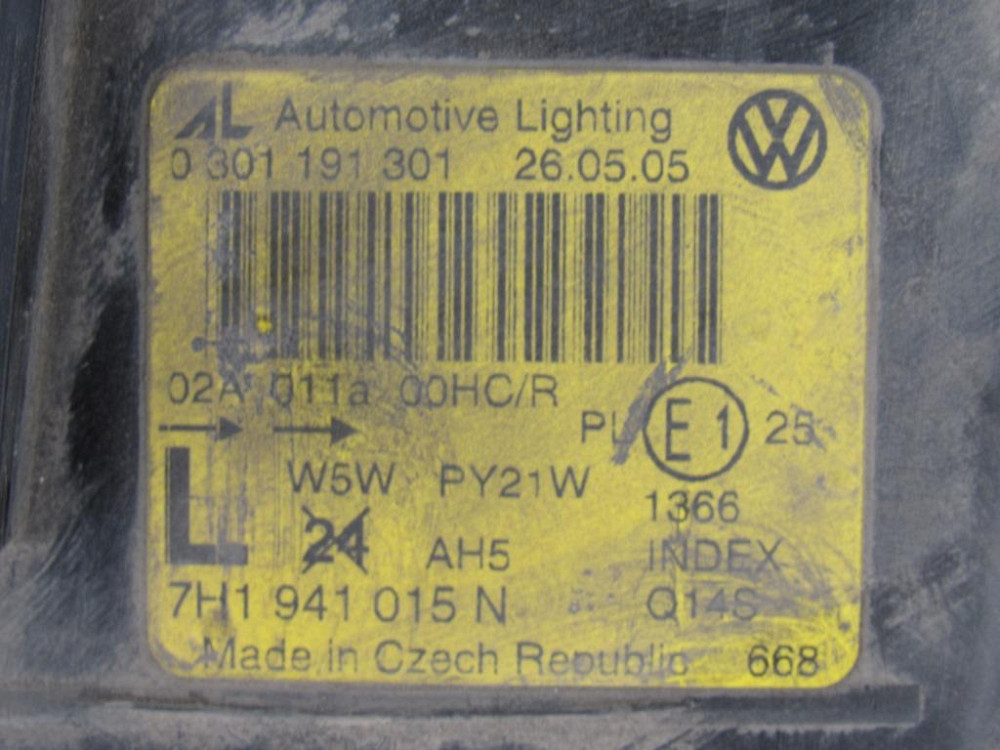 AL Automotive Lighting
0 301 191 301 26.05.05
02A 011a 00HC/R
PL E1 25
L W5W PY21W
1366
24 AH5 INDEX
7H1 941 015 N Q14S
Made in Czech Republic 668